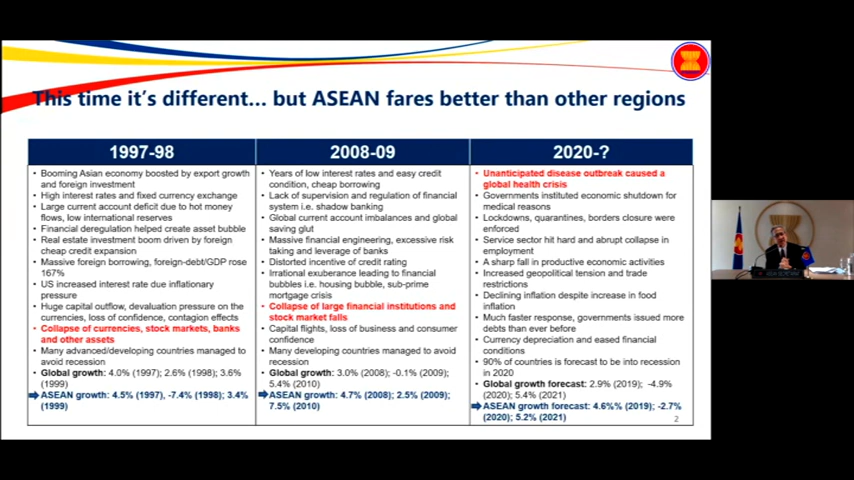 This time it's different... but ASEAN fares better than other regions
1997-98
Booming Asian economy boosted by export growth
and foreign investment
High interest rates and fixed currency exchange
Large current account deficit due to hot money
flows, low international reserves
Financial deregulation helped create asset bubble
Real estate investment boom driven by foreign
cheap credit expansion
Massive foreign borrowing, foreign-debt/GDP rose
167%
US increased interest rate due inflationary
pressure
Huge capital outflow, devaluation pressure on the
currencies, loss of confidence, contagion effects
Collapse of currencies, stock markets, banks
and other assets
Many advanced/developing countries managed to
avoid recession
Global growth: 4.0% (1997); 2.6% (1998); 3.6%
(1999)
ASEAN growth: 4.5% (1997), -7.4% (1998); 3.4%
(1999)
2008-09
Years of low interest rates and easy credit
condition, cheap borrowing
Lack of supervision and regulation of financial
system i.e. shadow banking
Global current account imbalances and global
saving glut
Massive financial engineering, excessive risk
taking and leverage of banks
Distorted incentive of credit rating
Irrational exuberance leading to financial
bubbles i.e. housing bubble, sub-prime
mortgage crisis
Collapse of large financial institutions and
stock market falls
Capital flights, loss of business and consumer
confidence
Many developing countries managed to avoid
recession
Global growth: 3.0% (2008); -0.1% (2009);
5.4% (2010)
ASEAN growth: 4.7% (2008); 2.5% (2009);
7.5% (2010)
2020-?
Unanticipated disease outbreak caused a
global health crisis
Governments instituted economic shutdown for
medical reasons
Lockdowns, quarantines, borders closure were
enforced
Service sector hit hard and abrupt collapse in
employment
A sharp fall in productive economic activities
Increased geopolitical tension and trade
restrictions
Declining inflation despite increase in food
inflation
Much faster response, governments issued more
debts than ever before
Currency depreciation and eased financial
conditions
90% of countries is forecast to be into recession
in 2020
Global growth forecast: 2.9% (2019); -4.9%
(2020); 5.4% (2021)
ASEAN growth forecast: 4.6%% (2019); -2.7%
(2020); 5.2% (2021)
2